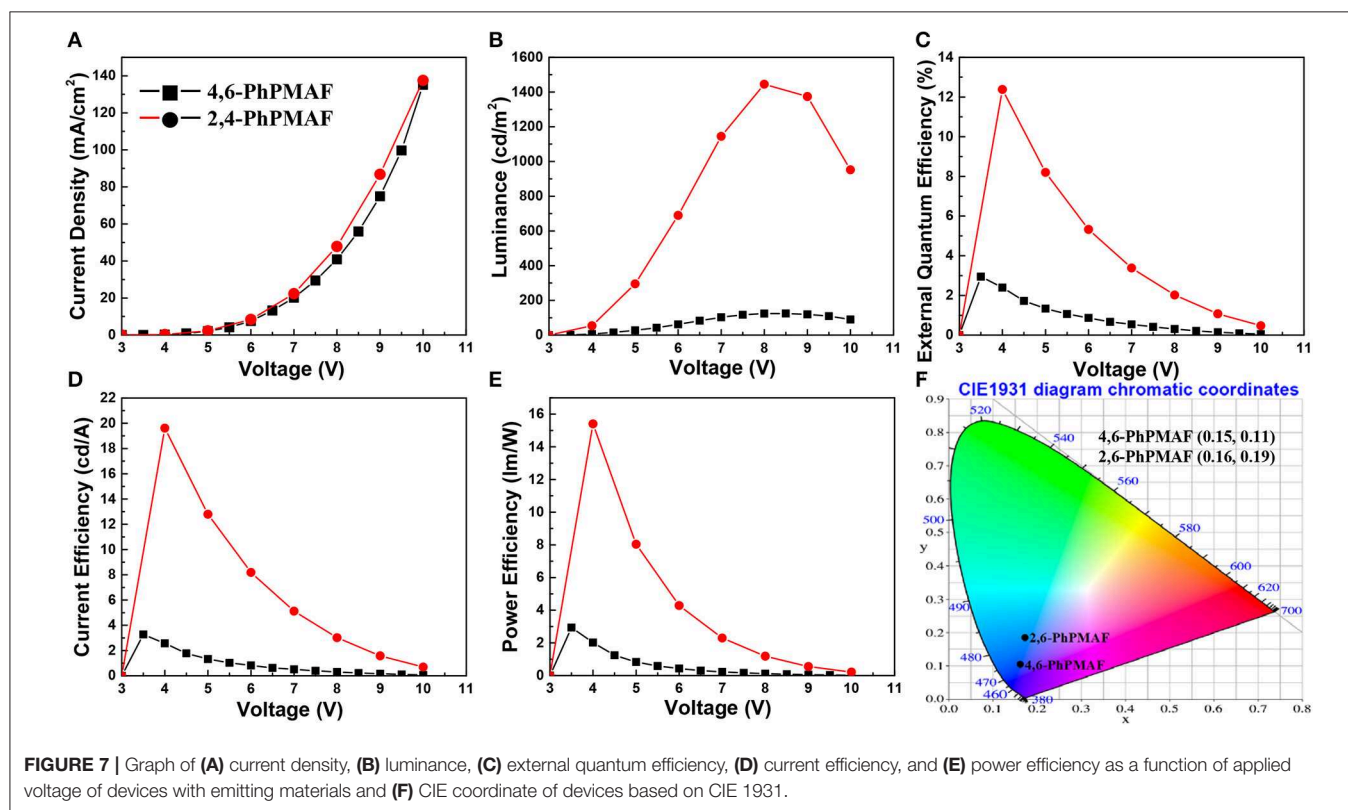 A
Current Density (mA/cm²)
140
120
100
80
60
40
20
0
4,6-PhPMAF
2,4-PhPMAF
3 4 5 6 7 8 9 10 11
Voltage (V)
B
Luminance (cd/m²)
1600
1400
1200
1000
800
600
400
200
0
3 4 5 6 7 8 9 10 11
Voltage (V)
C
External Quantum Efficiency (%)
14
12
10
8
6
4
2
0
3 4 5 6 7 8 9 10 11
Voltage (V)
D
Current Efficiency (cd/A)
22
20
18
16
14
12
10
8
6
4
2
0
3 4 5 6 7 8 9 10 11
Voltage (V)
E
Power Efficiency (lm/W)
16
14
12
10
8
6
4
2
0
3 4 5 6 7 8 9 10 11
Voltage (V)
F
CIE1931 diagram chromatic coordinates
4,6-PhPMAF (0.15, 0.11)
2,6-PhPMAF (0.16, 0.19)
0.9
0.8
0.7
0.6
0.5
y
0.4
0.3
0.2
0.1
0.0
520
540
560
500
580
600
620
490
700
480
470
460
380
2,6-PhPMAF
4,6-PhPMAF
0.0 0.1 0.2 0.3 0.4 0.5 0.6 0.7 0.8
x
FIGURE 7 | Graph of (A) current density, (B) luminance, (C) external quantum efficiency, (D) current efficiency, and (E) power efficiency as a function of applied
voltage of devices with emitting materials and (F) CIE coordinate of devices based on CIE 1931.